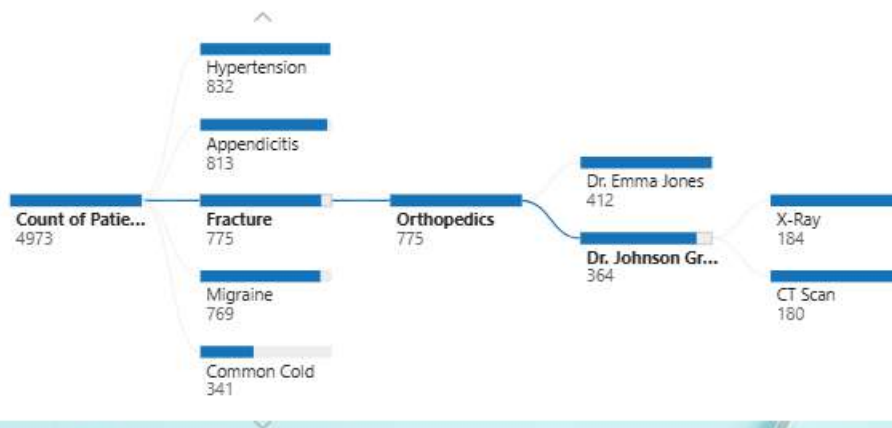 Hypertension
832
Appendicitis
813
Count of Patie...
4973
Fracture
775
Orthopedics
775
Dr. Emma Jones
412
Dr. Johnson Gr...
364
X-Ray
184
CT Scan
180
Migraine
769
Common Cold
341